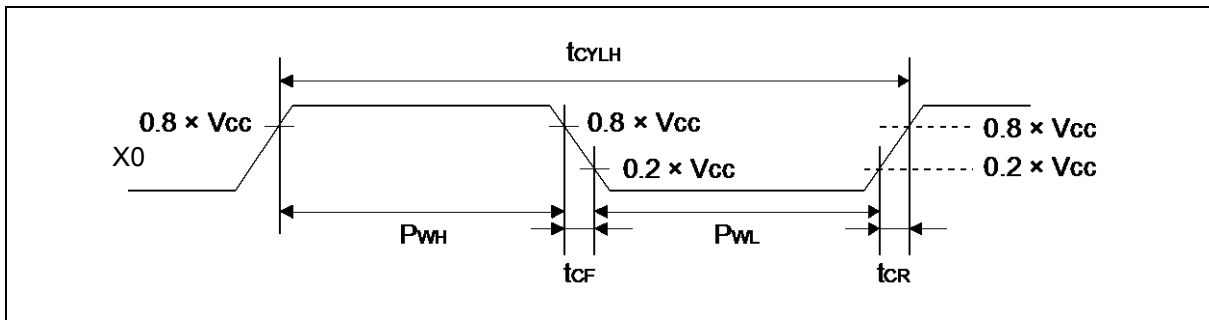 tCYLH
0.8 × Vcc
0.8 × Vcc
0.8 × Vcc
X0
0.2 × Vcc
0.2 × Vcc
PWH
PWL
tCF
tCR